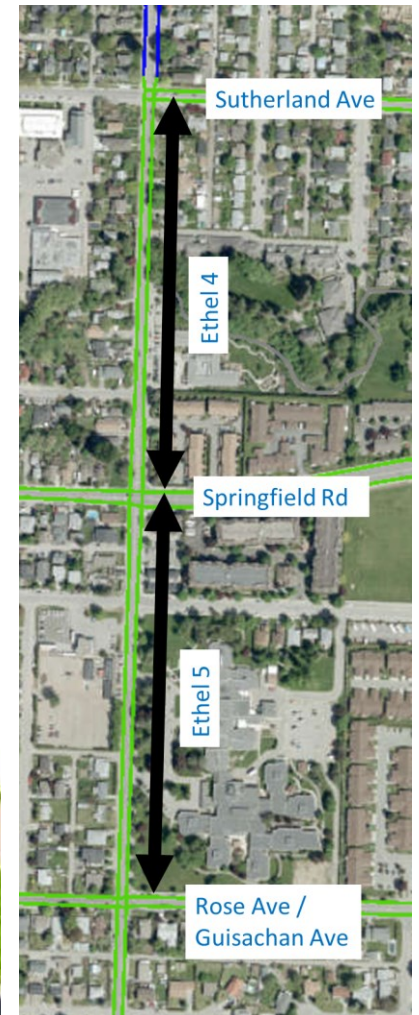 Sutherland Ave
Ethel 4
Springfield Rd
Ethel 5
Rose Ave /
Guisachan Ave